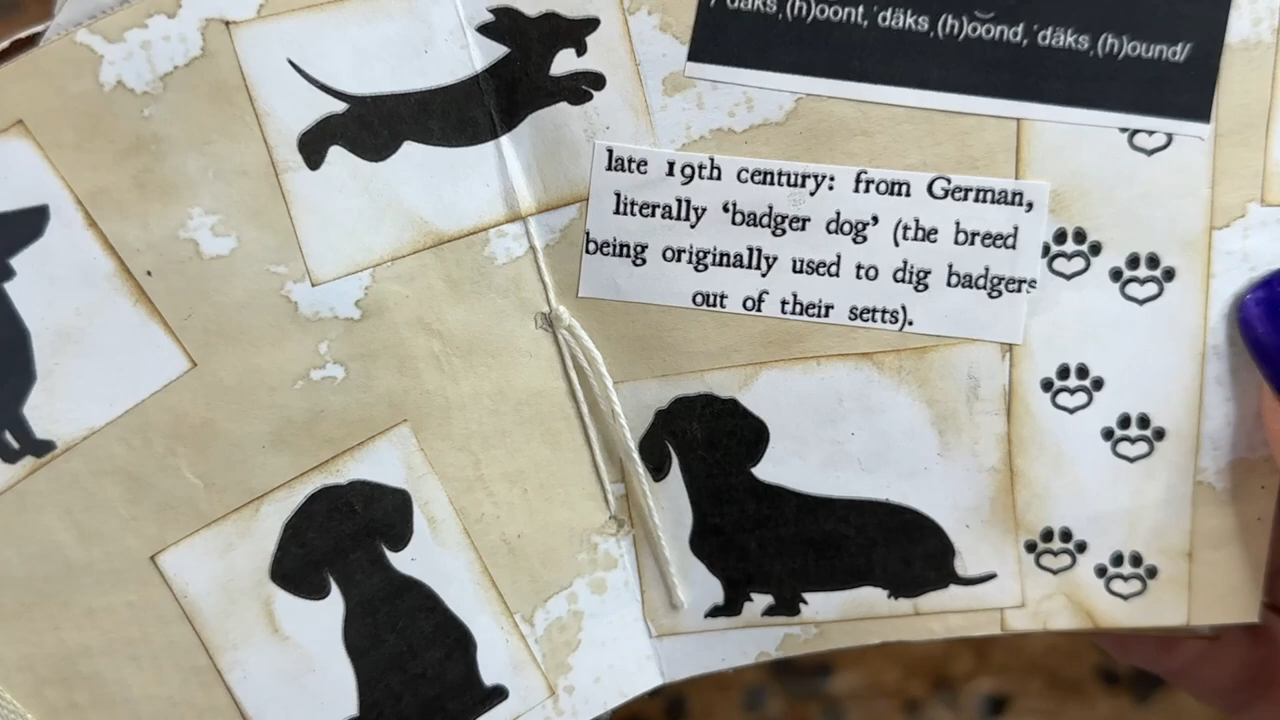 /ˈdäks͵(h)o͝ont, ˈdäks͵(h)o͝ond, ˈdäks͵(h)ound/
late 19th century: from German,
literally ‘badger dog’ (the breed
being originally used to dig badgers
out of their setts).